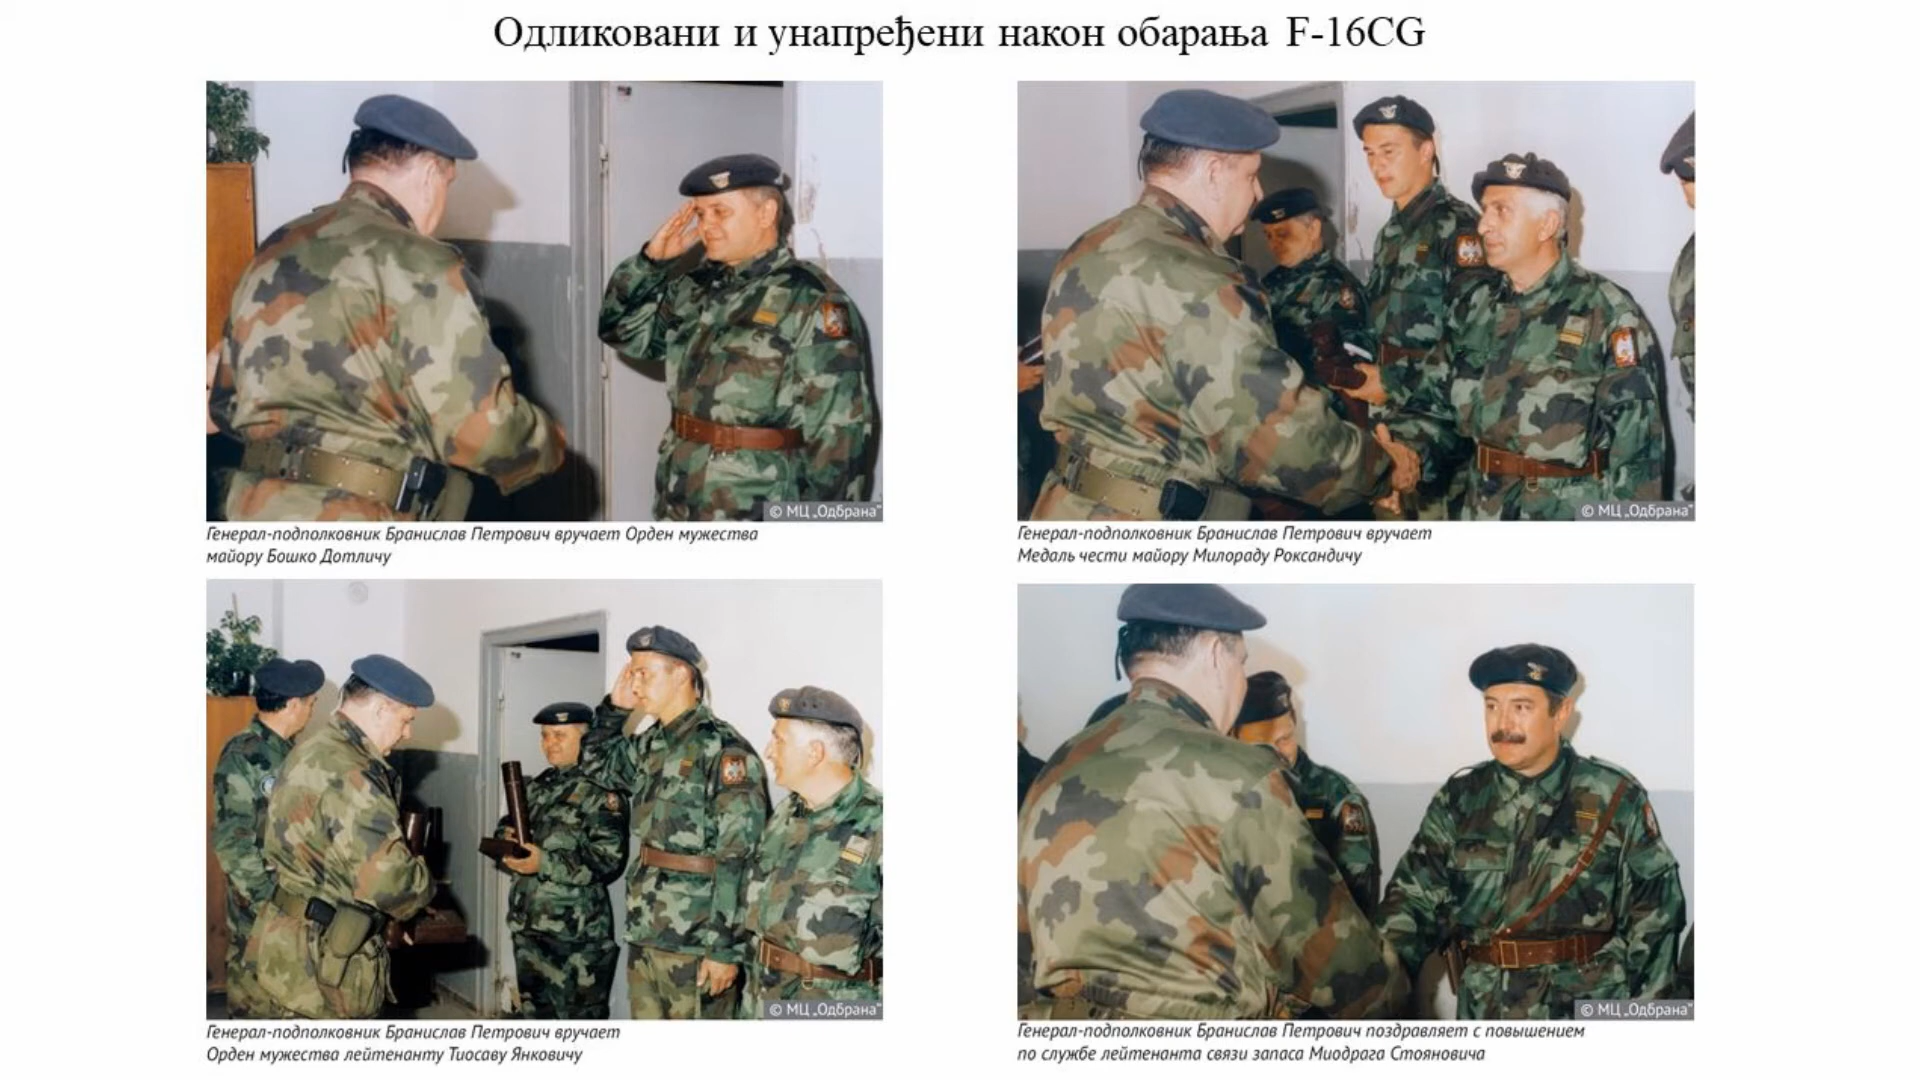 Одликовани и унапређени након обарања F-16CG
© МЦ „Одбрана”
Генерал-подполковник Бранислав Петрович вручает Орден мужества
майору Бошко Дотличу
© МЦ „Одбрана”
Генерал-подполковник Бранислав Петрович вручает
Медаль чести майору Милораду Роксандичу
© МЦ „Одбрана”
Генерал-подполковник Бранислав Петрович вручает
Орден мужества лейтенанту Тиосаву Янковичу
© МЦ „Одбрана”
Генерал-подполковник Бранислав Петрович поздравляет с повышением
по службе лейтенанта связи запаса Миодрага Стояновича